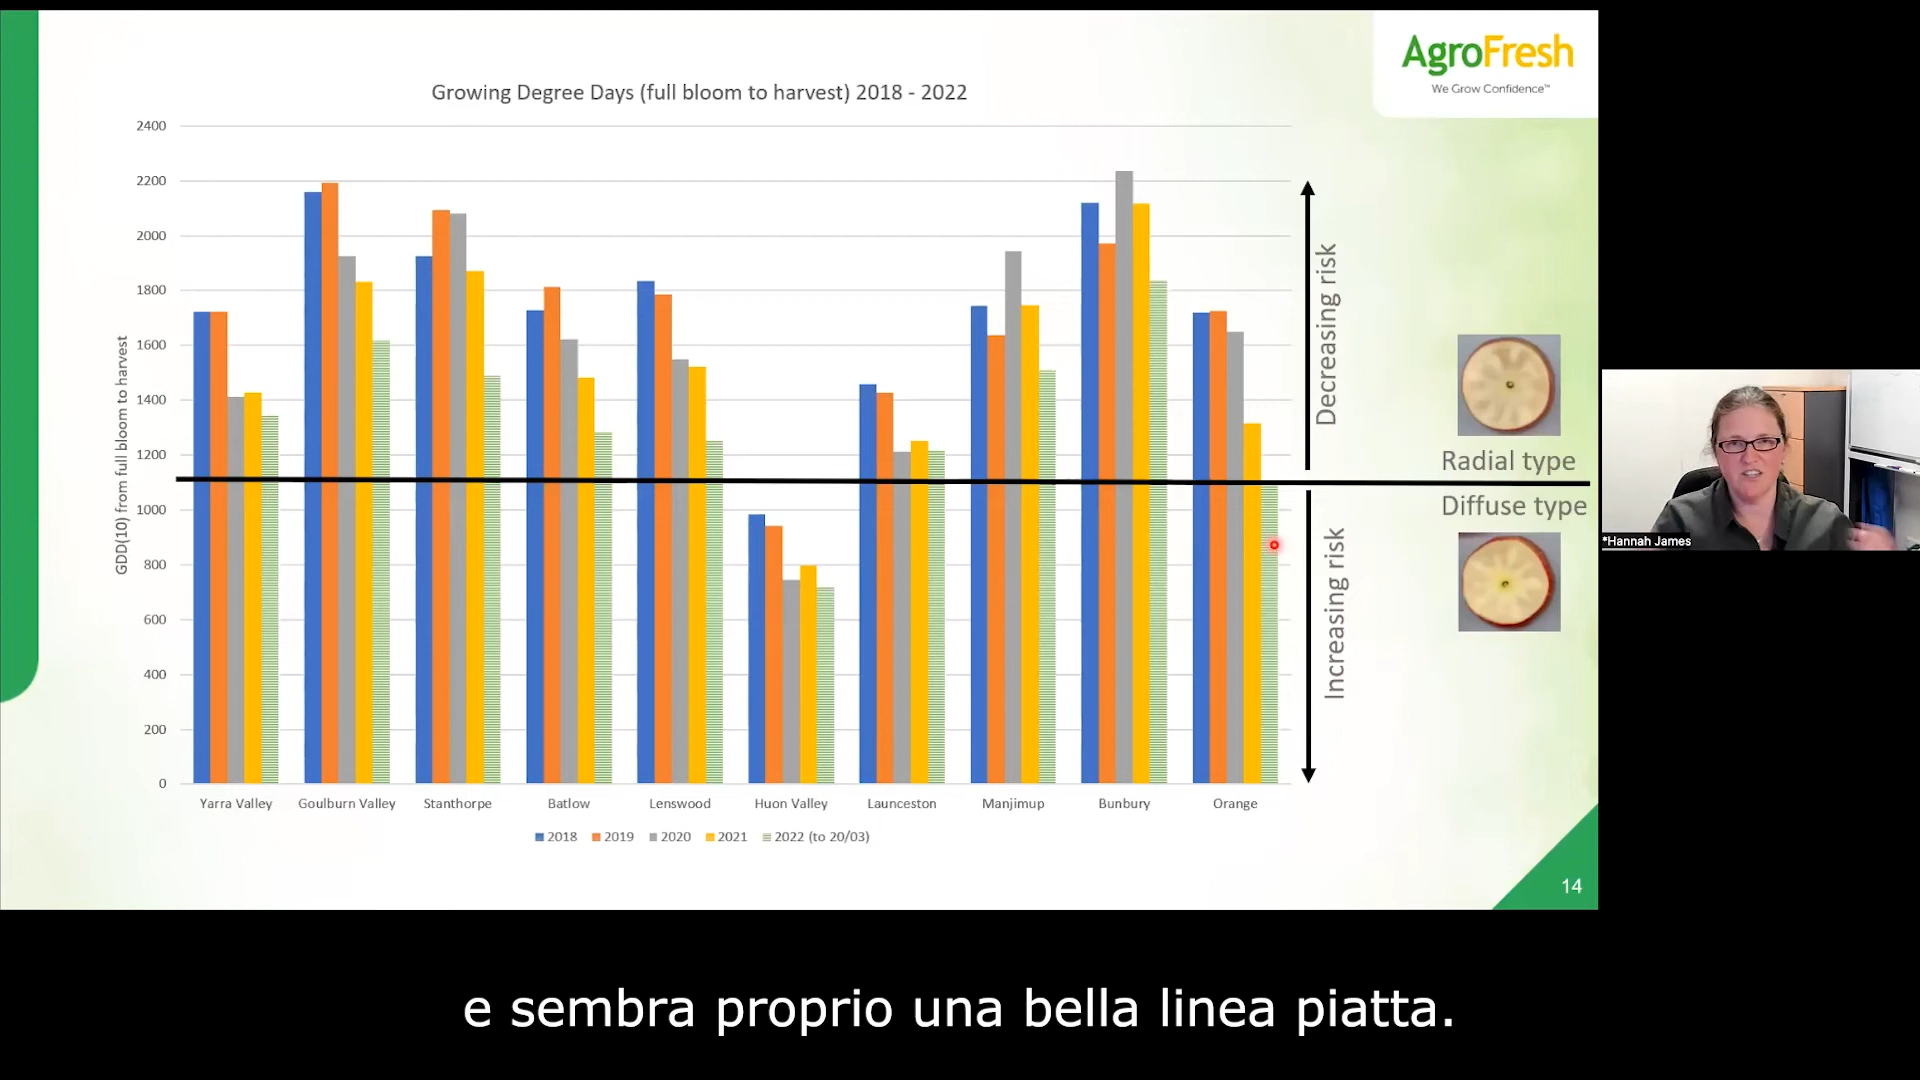 AgroFresh
We Grow Confidence™
Growing Degree Days (full bloom to harvest) 2018 - 2022
GDD(10) from full bloom to harvest
2400
2200
2000
1800
1600
1400
1200
1000
800
600
400
200
0
Yarra Valley Goulburn Valley Stanthorpe Batlow Lenswood Huon Valley Launceston Manjimup Bunbury Orange
2018 2019 2020 2021 2022 (to 20/03)
Decreasing risk
Increasing risk
Radial type
Diffuse type
*Hannah James
14
e sembra proprio una bella linea piatta.